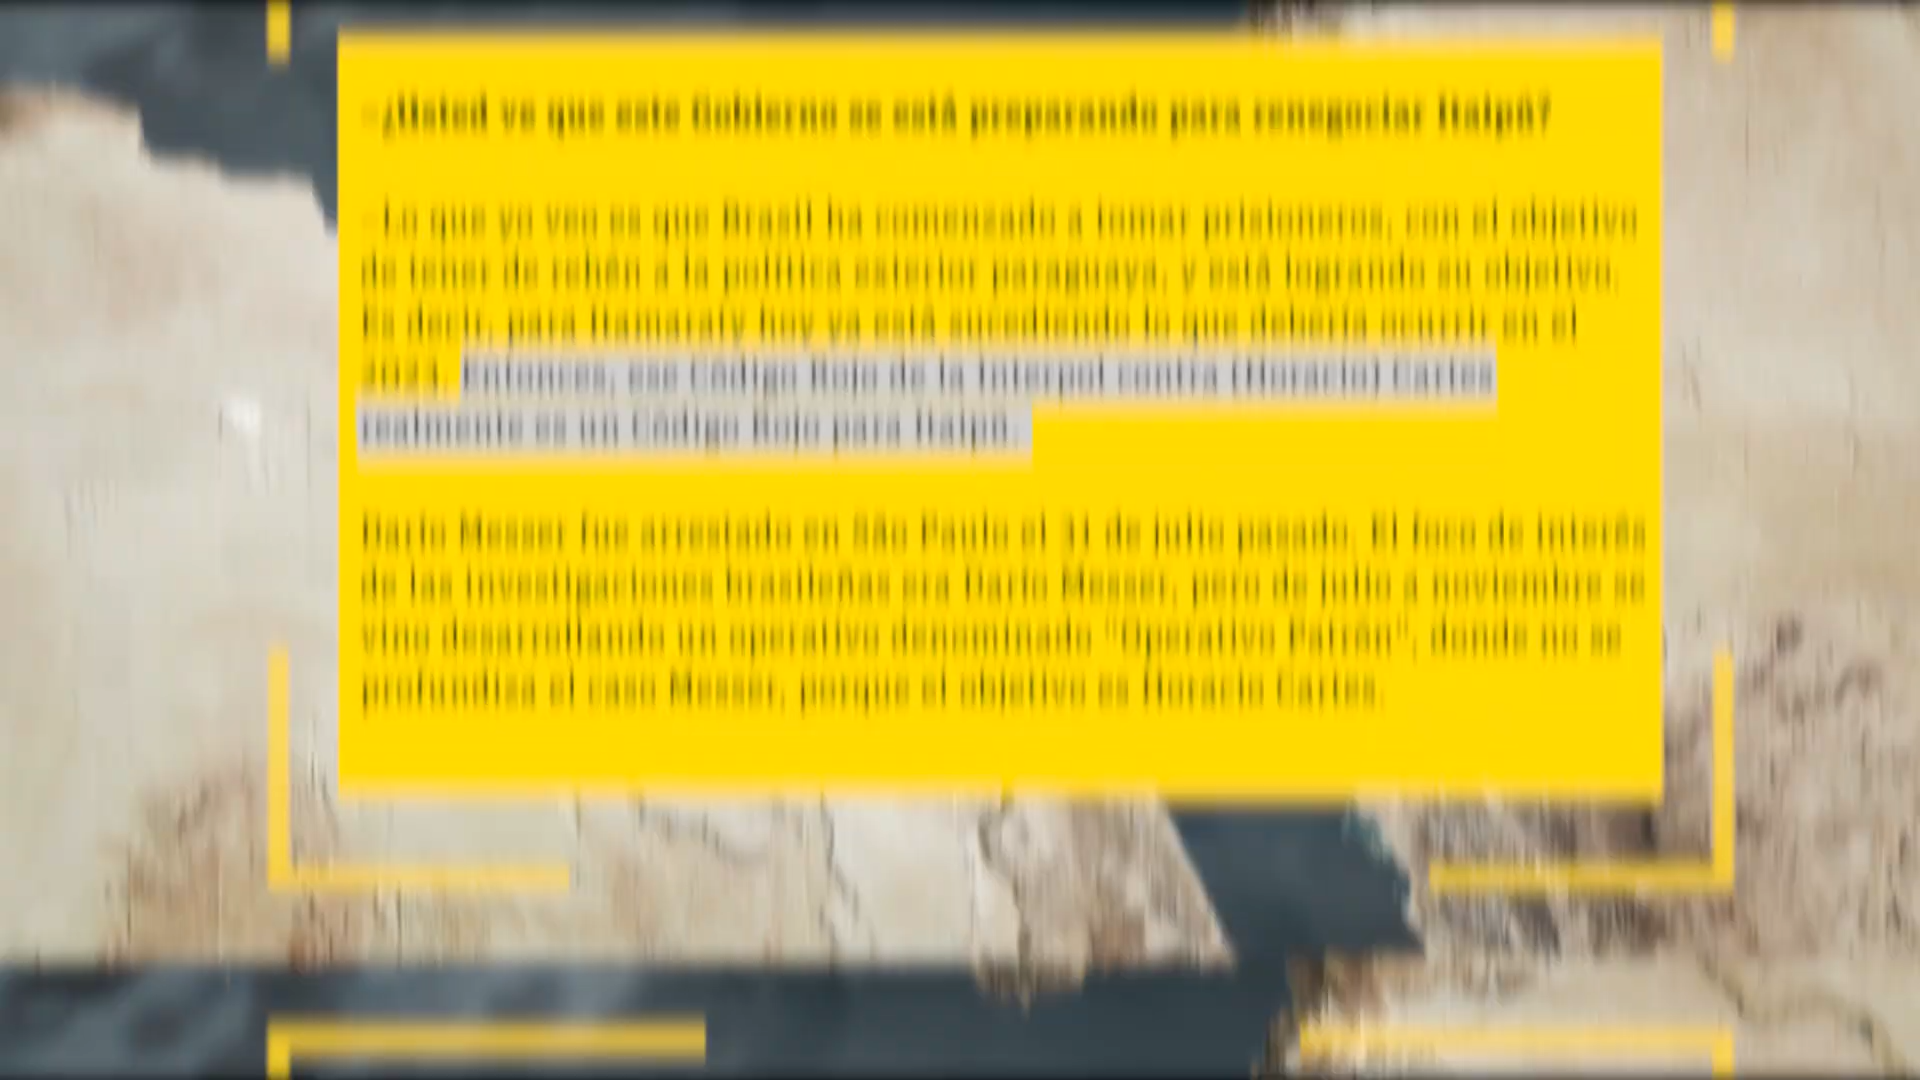 -¿Usted ve que este Gobierno se está preparando para renegociar Itaipú?
-Lo que yo veo es que Brasil ha comenzado a tomar prisioneros, con el objetivo
de tener de rehén a la política exterior paraguaya, y está logrando su objetivo.
Es decir, para Itamaraty hoy ya está sucediendo lo que debería ocurrir en el
2023. Entonces, ese Código Rojo de la Interpol contra (Horacio) Cartes
realmente es un Código Rojo para Itaipú.
Darío Messer fue arrestado en São Paulo el 31 de julio pasado. El foco de interés
de las investigaciones brasileñas era Darío Messer, pero de julio a noviembre se
vino desarrollando un operativo denominado "Operativo Patrón", donde no se
profundiza el caso Messer, porque el objetivo es Horacio Cartes.